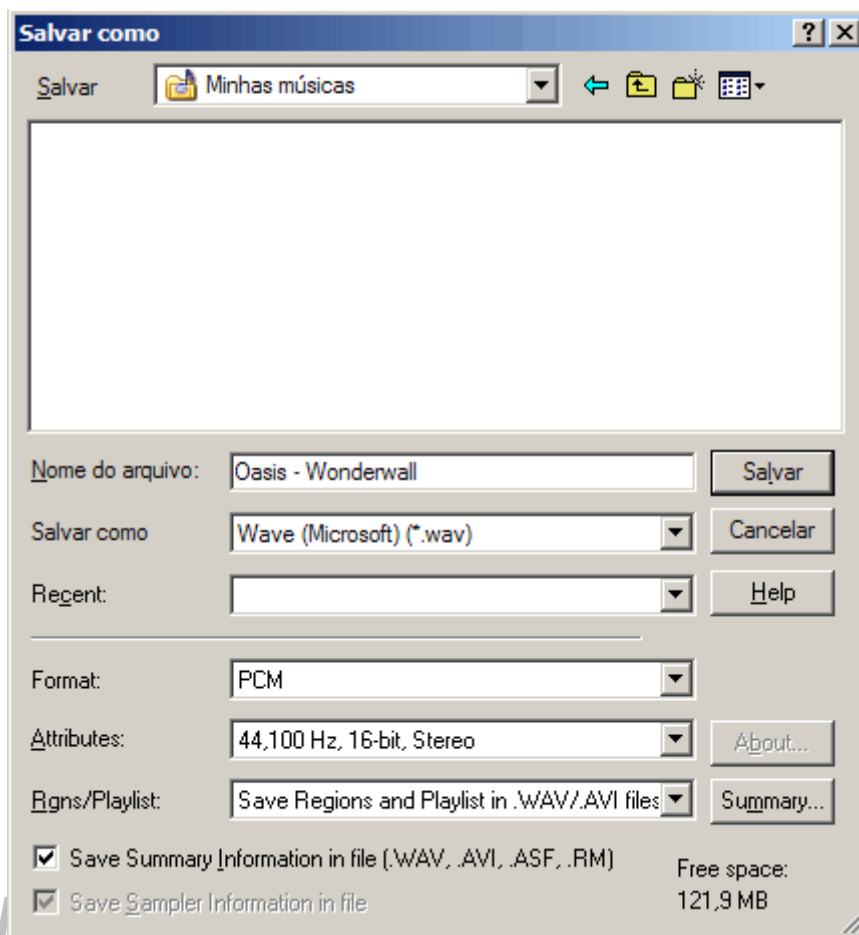 Salvar como
Salvar
Minhas músicas
Nome do arquivo:
Oasis - Wonderwall
Salvar
Salvar como
Wave (Microsoft) (*.wav)
Cancelar
Recent:
Help
Format:
PCM
Attributes:
44,100 Hz, 16-bit, Stereo
About...
Rgns/Playlist:
Save Regions and Playlist in .WAV/.AVI files
Summary...
Save Summary Information in file (.WAV, .AVI, .ASF, .RM)
Save Sampler Information in file
Free space:
121,9 MB